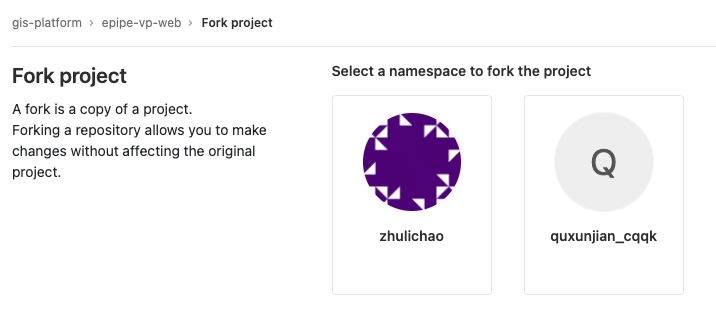 gis-platform › epipe-vp-web › Fork project
Fork project
A fork is a copy of a project.
Forking a repository allows you to make
changes without affecting the original
project.
Select a namespace to fork the project
Q
zhulichao
quxunjian_cqqk